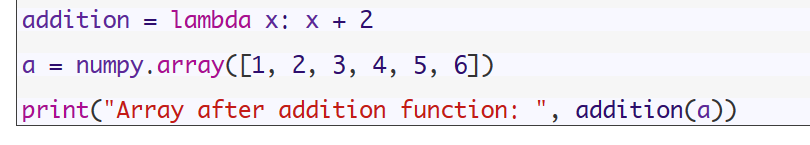 addition = lambda x: x + 2
a = numpy.array([1, 2, 3, 4, 5, 6])
print("Array after addition function: ", addition(a))